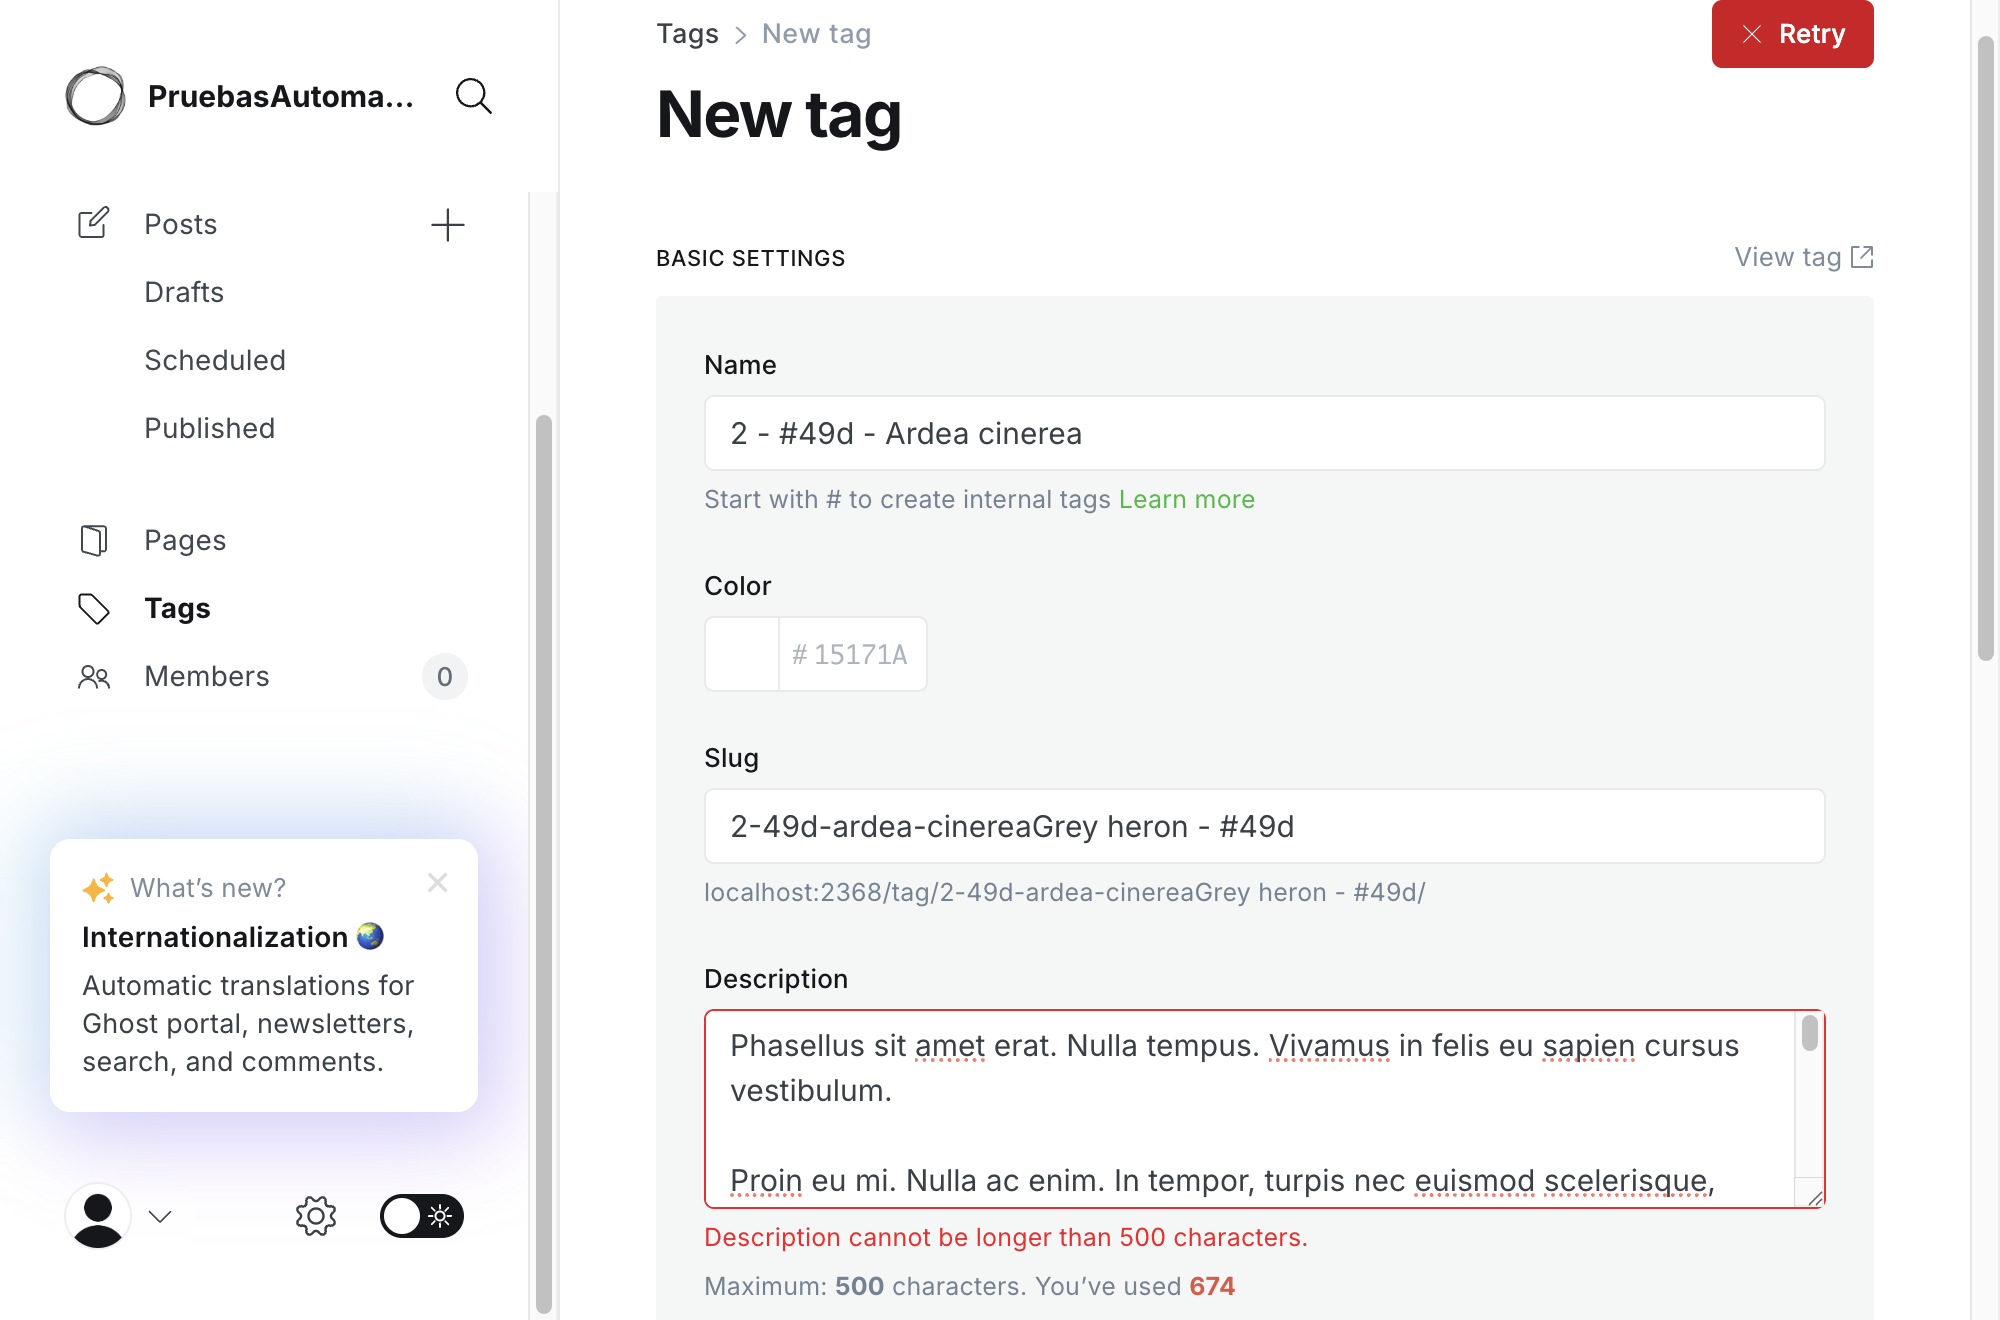 PruebasAutoma...
Posts
Drafts
Scheduled
Published
Pages
Tags
Members 0
What's new?
Internationalization
Automatic translations for
Ghost portal, newsletters,
search, and comments.
Tags > New tag
Retry
New tag
BASIC SETTINGS
View tag
Name
2 - #49d - Ardea cinerea
Start with # to create internal tags Learn more
Color
# 15171A
Slug
2-49d-ardea-cinereaGrey heron - #49d
localhost:2368/tag/2-49d-ardea-cinereaGrey heron - #49d/
Description
Phasellus sit amet erat. Nulla tempus. Vivamus in felis eu sapien cursus
vestibulum.
Proin eu mi. Nulla ac enim. In tempor, turpis nec euismod scelerisque,
Description cannot be longer than 500 characters.
Maximum: 500 characters. You’ve used 674